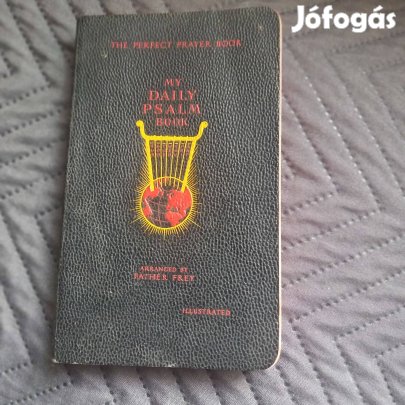 Jófogás
THE PERFECT PRAYER BOOK
MY
DAILY
PSALM
BOOK
ARRANGED BY
FATHER FREY
ILLUSTRATED